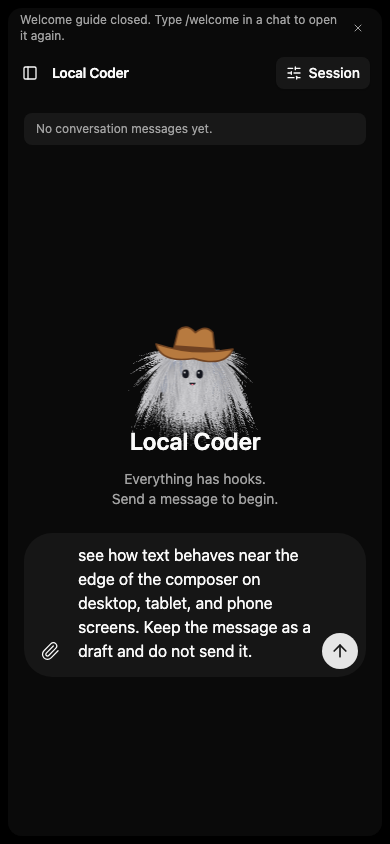 Welcome guide closed. Type /welcome in a chat to open
it again.
Local Coder
Session
No conversation messages yet.
Local Coder
Everything has hooks.
Send a message to begin.
see how text behaves near the
edge of the composer on
desktop, tablet, and phone
screens. Keep the message as a
draft and do not send it.